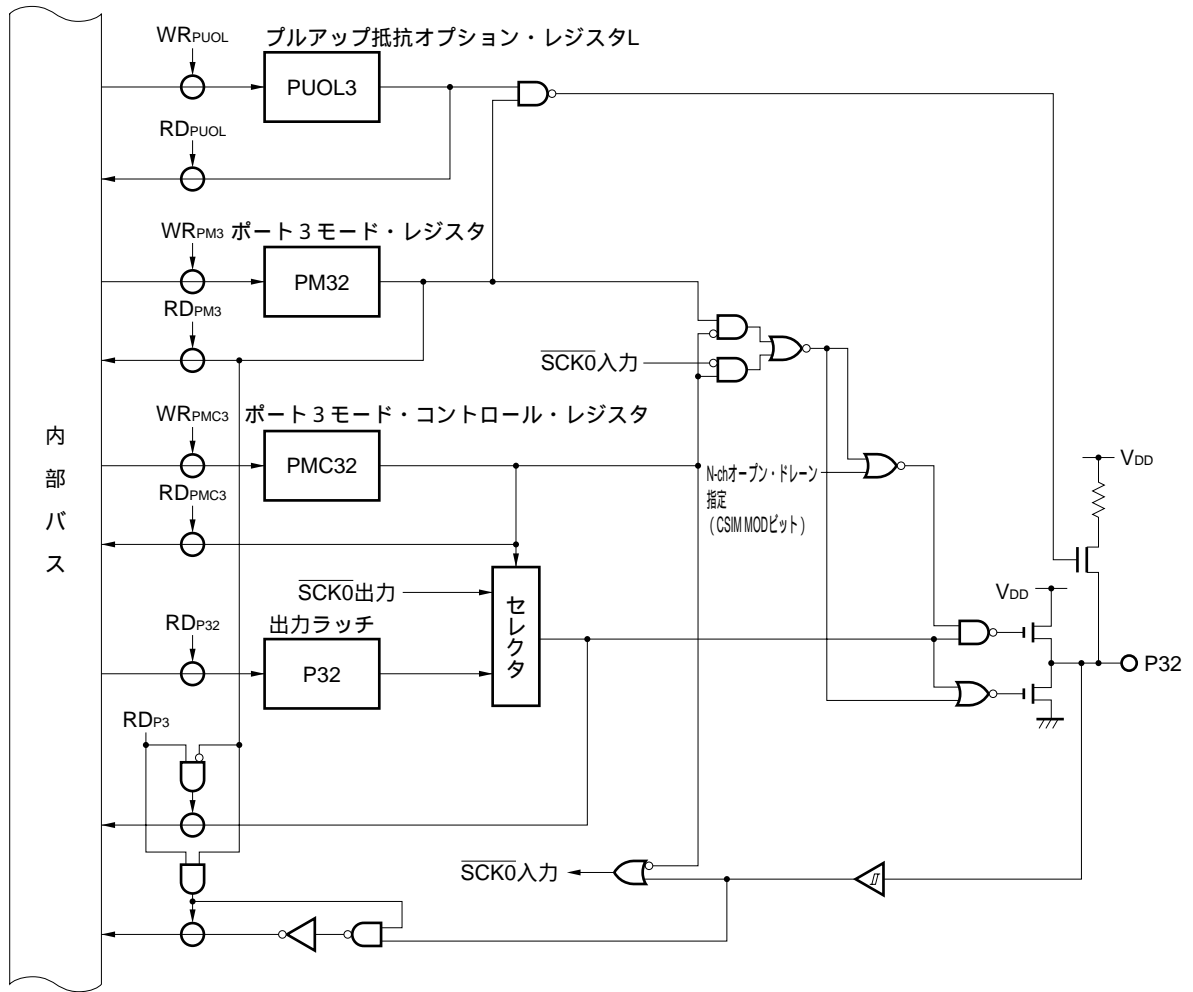 WRPUOL
プルアップ抵抗オプション・レジスタL
PUOL3
RDPUOL
WRPM3
ポート3モード・レジスタ
PM32
RDPM3
SCK0入力
WRPMC3
ポート3モード・コントロール・レジスタ
PMC32
RDPMC3
N-chオープン・ドレーン
指定
(CSIM MODビット)
VDD
内部バス
SCK0出力
セレクタ
VDD
RDP32
出力ラッチ
P32
P32
RDP3
SCK0入力